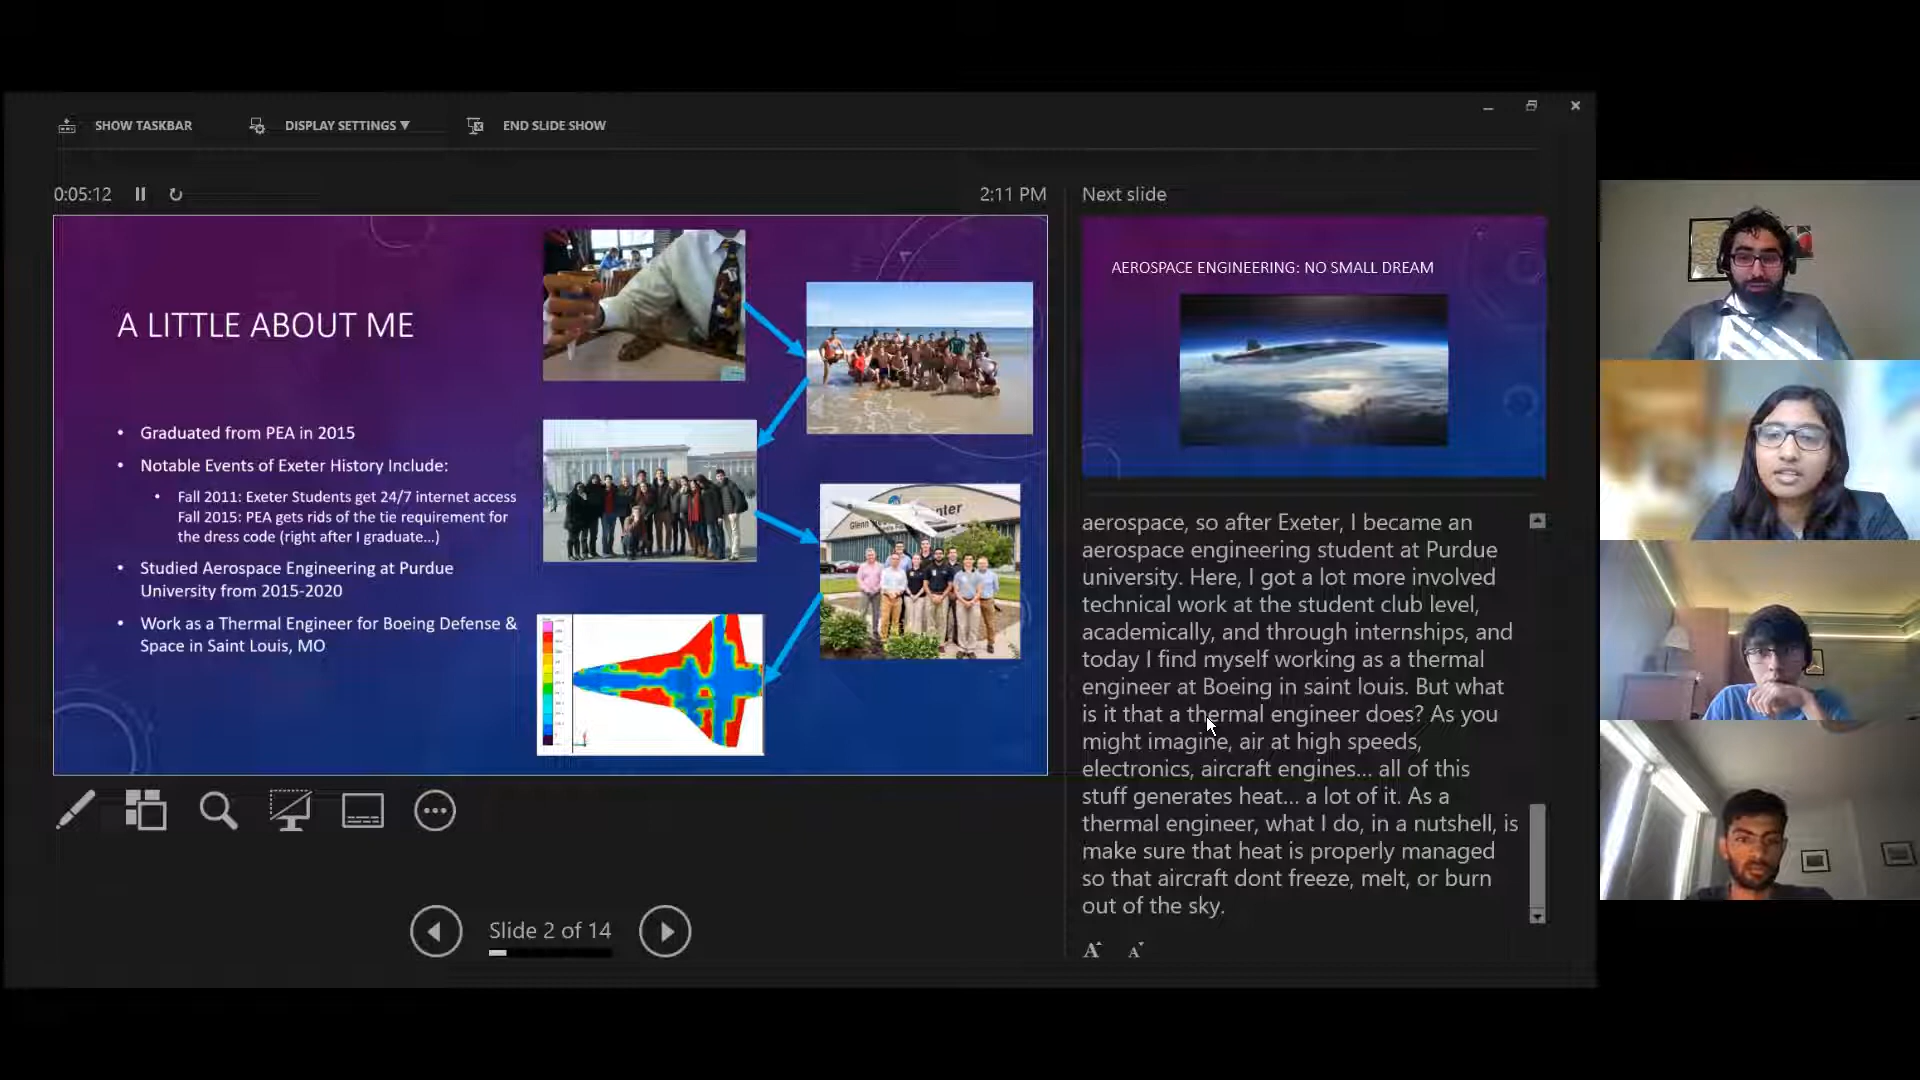 SHOW TASKBAR
DISPLAY SETTINGS ▼
END SLIDE SHOW
0:05:12
2:11 PM
Next slide
A LITTLE ABOUT ME
• Graduated from PEA in 2015
• Notable Events of Exeter History Include:
• Fall 2011: Exeter Students get 24/7 internet access
Fall 2015: PEA gets rids of the tie requirement for
the dress code (right after I graduate...)
• Studied Aerospace Engineering at Purdue
University from 2015-2020
• Work as a Thermal Engineer for Boeing Defense &
Space in Saint Louis, MO
Glenn
AEROSPACE ENGINEERING: NO SMALL DREAM
aerospace, so after Exeter, I became an
aerospace engineering student at Purdue
university. Here, I got a lot more involved
technical work at the student club level,
academically, and through internships, and
today I find myself working as a thermal
engineer at Boeing in saint louis. But what
is it that a thermal engineer does? As you
might imagine, air at high speeds,
electronics, aircraft engines... all of this
stuff generates heat... a lot of it. As a
thermal engineer, what I do, in a nutshell, is
make sure that heat is properly managed
so that aircraft dont freeze, melt, or burn
out of the sky.
Slide 2 of 14
A A